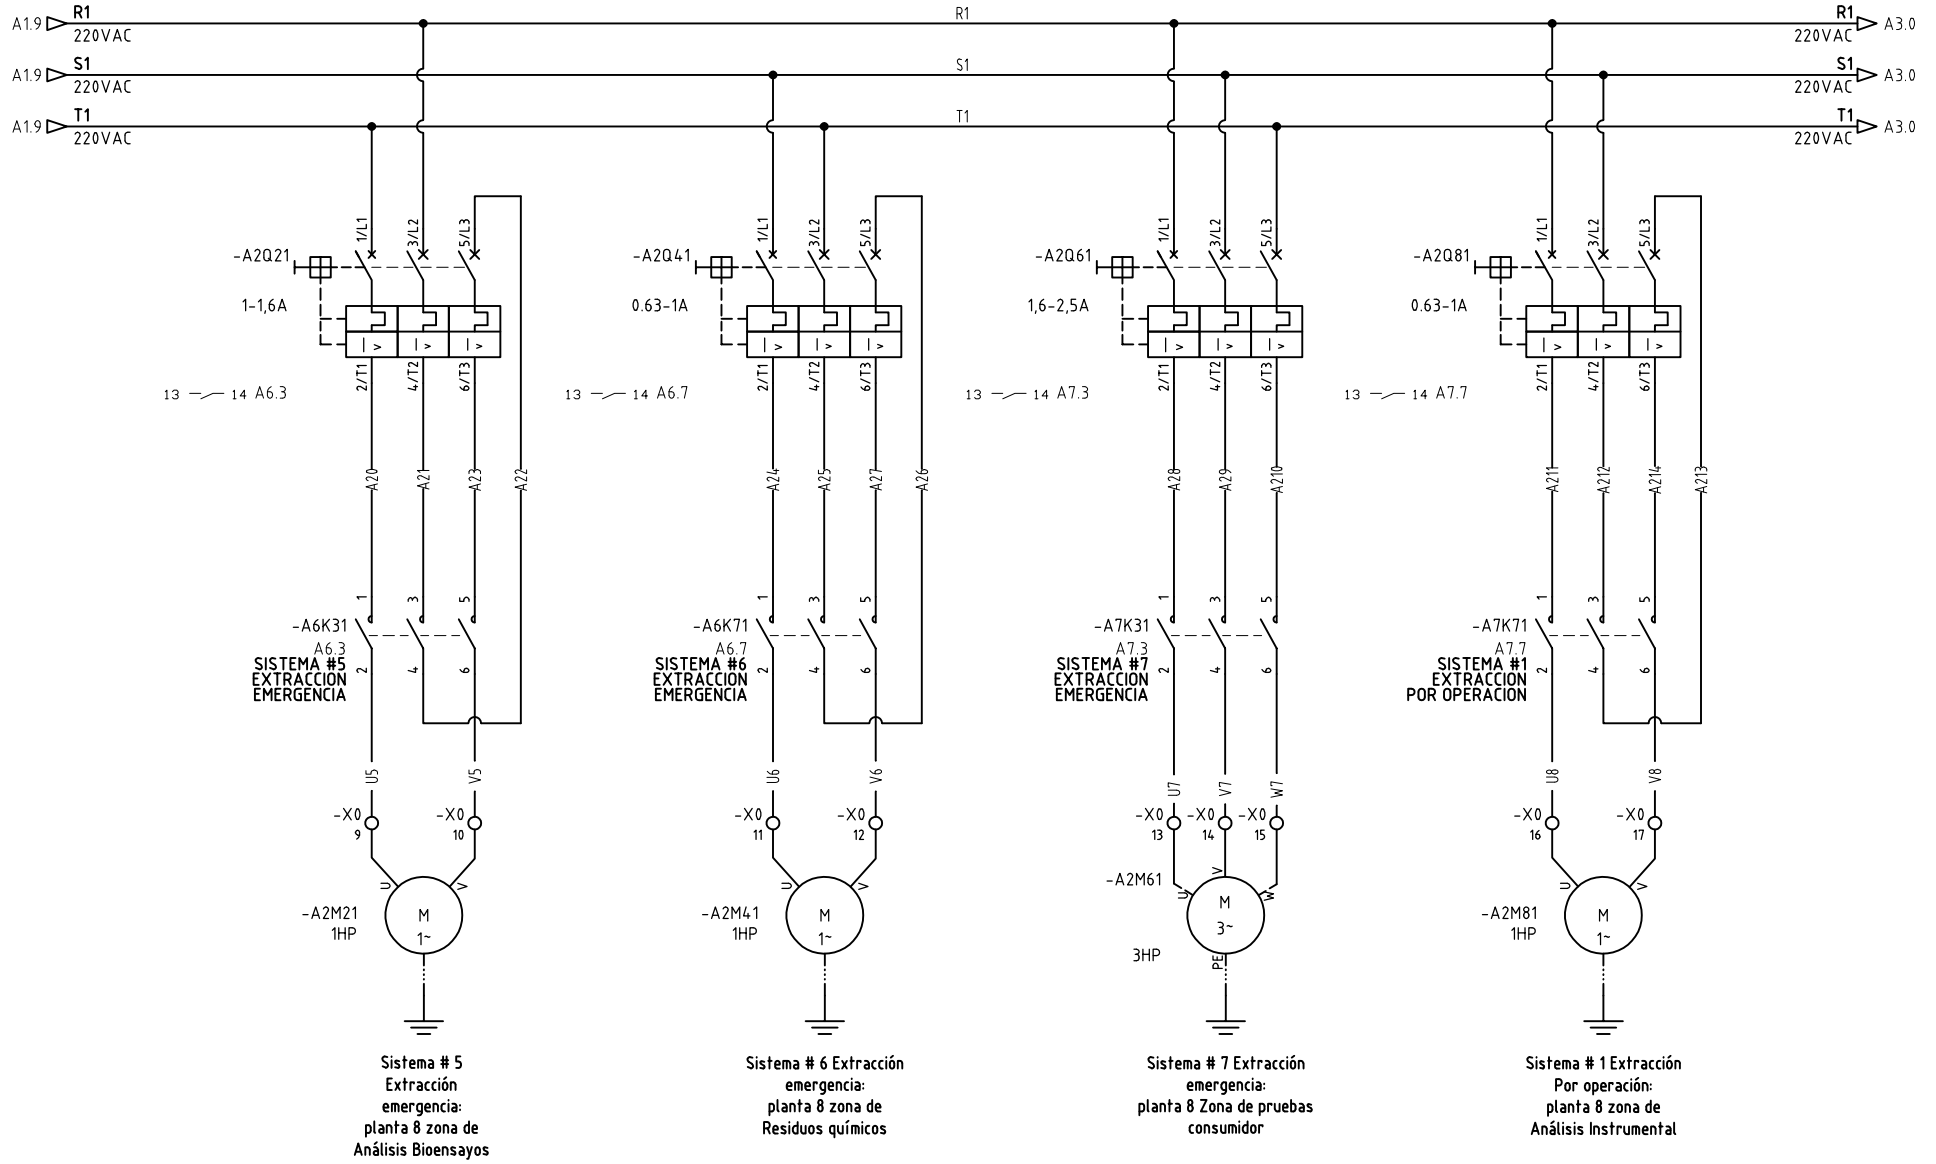 A1.9 R1 R1 R1 A3.0
220VAC 220VAC
A1.9 S1 S1 S1 A3.0
220VAC 220VAC
A1.9 T1 T1 T1 A3.0
220VAC 220VAC
1/L1 3/L2 5/L3 1/L1 3/L2 5/L3 1/L1 3/L2 5/L3 1/L1 3/L2 5/L3
-A2Q21 -A2Q41 -A2Q61 -A2Q81
1-1,6A 0.63-1A 1,6-2,5A 0.63-1A
I> I> I> I> I> I> I> I> I> I> I> I>
2/T1 4/T2 6/T3 2/T1 4/T2 6/T3 2/T1 4/T2 6/T3 2/T1 4/T2 6/T3
13 14 A6.3 13 14 A6.7 13 14 A7.3 13 14 A7.7
A20 A21 A23 A22 A24 A25 A27 A26 A28 A29 A210 A211 A212 A214 A213
1 3 5 1 3 5 1 3 5 1 3 5
-A6K31 -A6K71 -A7K31 -A7K71
A6.3 A6.7 A7.3 A7.7
SISTEMA #5 SISTEMA #6 SISTEMA #7 SISTEMA #1
2 4 6 2 4 6 2 4 6 2 4 6
EXTRACCION EXTRACCION EXTRACCION EXTRACCION
EMERGENCIA EMERGENCIA EMERGENCIA POR OPERACION
U5 V5 U6 V6 U7 V7 W7 U8 V8
-X0 -X0 -X0 -X0 -X0 -X0 -X0 -X0 -X0
9 10 11 12 13 14 15 16 17
-A2M61
U V U V U V W U V
-A2M21 M -A2M41 M M -A2M81 M
1HP 1~ 1HP 1~ 3~ 1HP 1~
3HP PE
Sistema # 5
Extracción
emergencia:
planta 8 zona de
Análisis Bioensayos
Sistema # 6 Extracción
emergencia:
planta 8 zona de
Residuos químicos
Sistema # 7 Extracción
emergencia:
planta 8 Zona de pruebas
consumidor
Sistema # 1 Extracción
Por operación:
planta 8 zona de
Análisis Instrumental